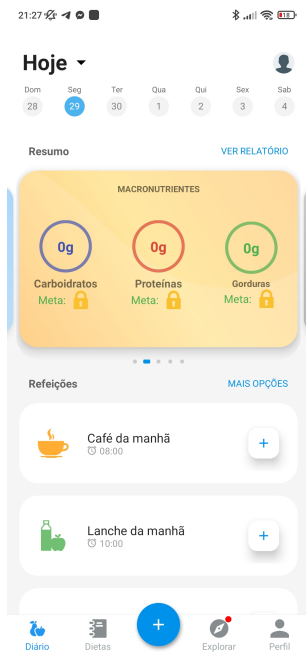 21:27
18
Hoje
Dom Seg Ter Qua Qui Sex Sab
28 29 30 1 2 3 4
Resumo VER RELATÓRIO
MACRONUTRIENTES
0g 0g 0g
Carboidratos Proteínas Gorduras
Meta: Meta: Meta:
Refeições MAIS OPÇÕES
Café da manhã
08:00
+
Lanche da manhã
10:00
+
+
Diário Dietas Explorar Perfil